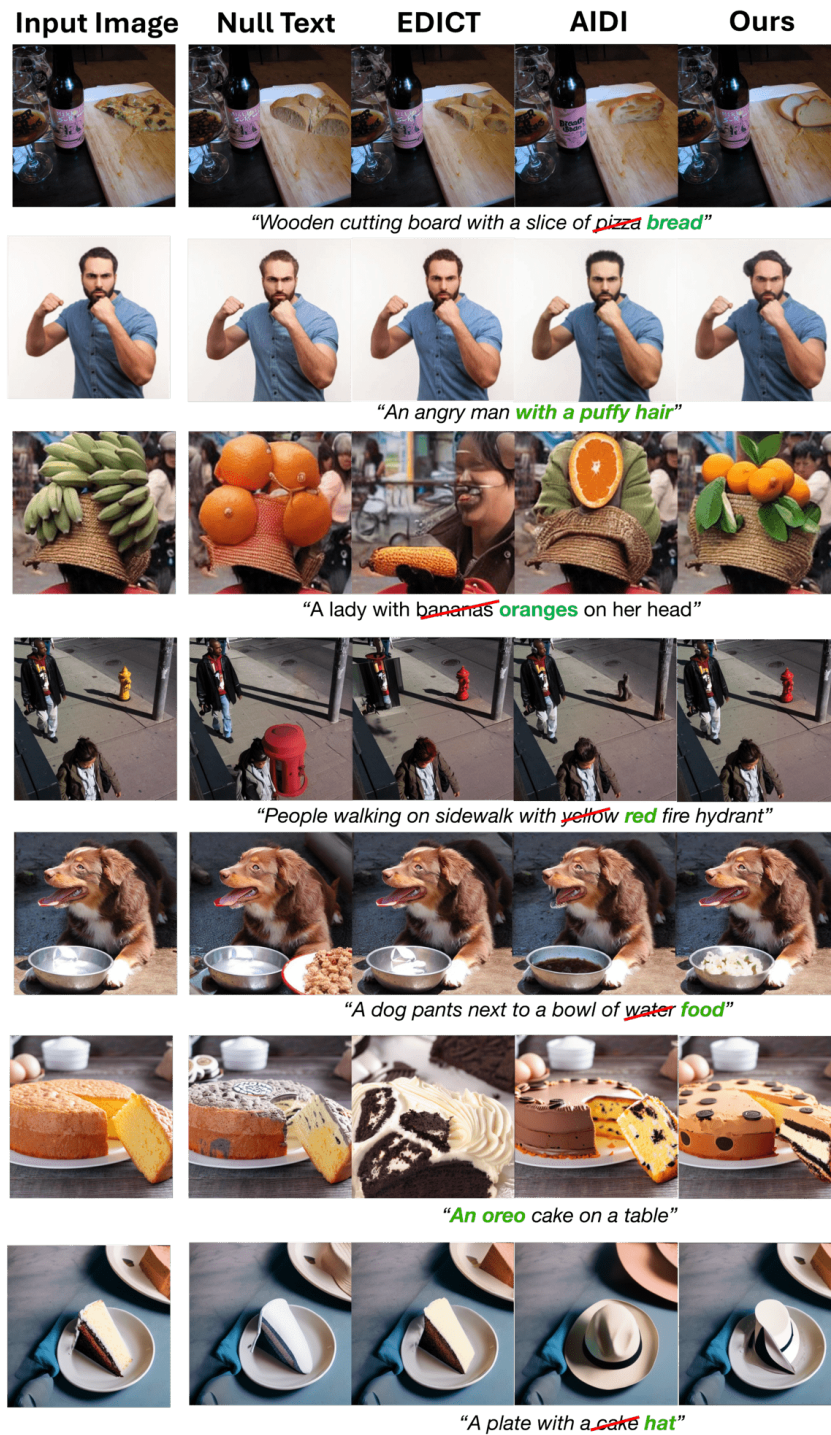 Input Image Null Text EDICT AIDI Ours
“Wooden cutting board with a slice of pizza bread”
“An angry man with a puffy hair”
“A lady with bananas oranges on her head”
“People walking on sidewalk with yellow red fire hydrant”
“A dog pants next to a bowl of water food”
“An oreo cake on a table”
“A plate with a cake hat”